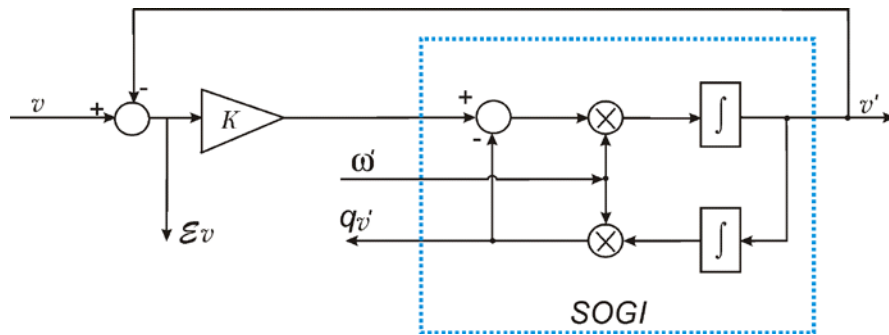 -
v + K + ∫ v'
-
ω'
qv'
εv ∫
SOGI